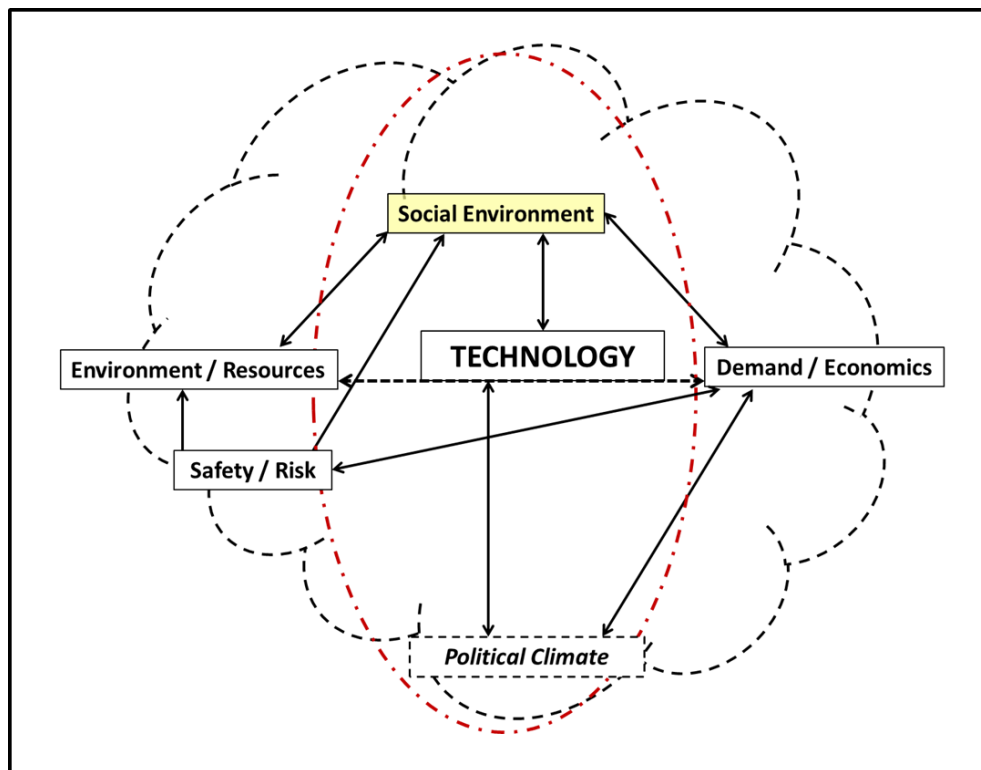 Social Environment
TECHNOLOGY
Environment / Resources
Demand / Economics
Safety / Risk
Political Climate